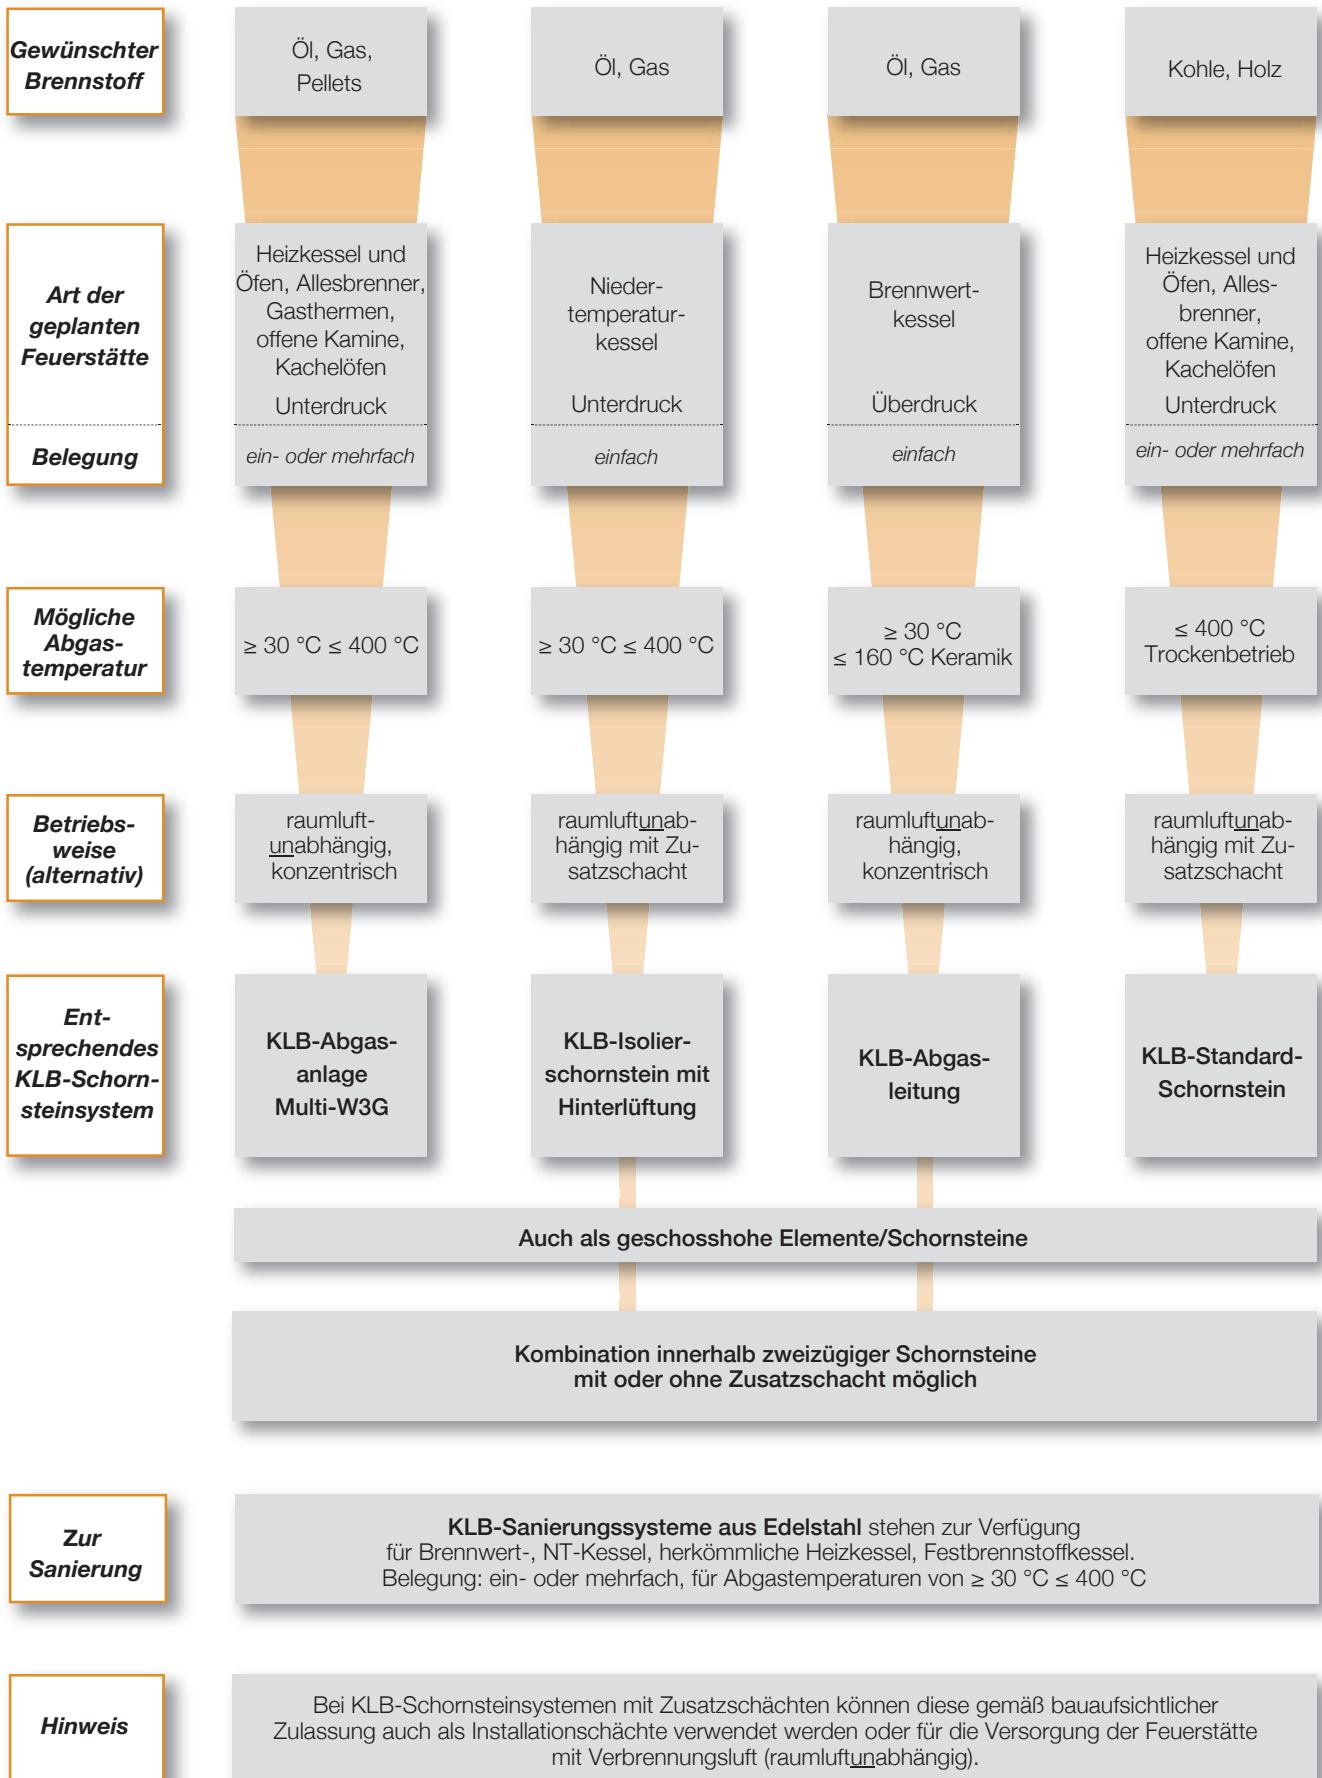 Gewünschter
Brennstoff
Öl, Gas,
Pellets
Öl, Gas
Öl, Gas
Kohle, Holz
Art der
geplanten
Feuerstätte
Belegung
Heizkessel und
Öfen, Allesbrenner,
Gasthermen,
offene Kamine,
Kachelöfen
Unterdruck
ein- oder mehrfach
Nieder-
temperatur-
kessel
Unterdruck
einfach
Brennwert-
kessel
Überdruck
einfach
Heizkessel und
Öfen, Alles-
brenner,
offene Kamine,
Kachelöfen
Unterdruck
ein- oder mehrfach
Mögliche
Abgas-
temperatur
≥ 30 °C ≤ 400 °C
≥ 30 °C ≤ 400 °C
≥ 30 °C
≤ 160 °C Keramik
≤ 400 °C
Trockenbetrieb
Betriebs-
weise
(alternativ)
raumluft-
unabhängig,
konzentrisch
raumluftunab-
hängig mit Zu-
satzschacht
raumluftunab-
hängig,
konzentrisch
raumluftunab-
hängig mit Zu-
satzschacht
Ent-
sprechendes
KLB-Schorn-
steinsystem
KLB-Abgas-
anlage
Multi-W3G
KLB-Isolier-
schornstein mit
Hinterlüftung
KLB-Abgas-
leitung
KLB-Standard-
Schornstein
Auch als geschosshohe Elemente/Schornsteine
Kombination innerhalb zweizügiger Schornsteine
mit oder ohne Zusatzschacht möglich
Zur
Sanierung
KLB-Sanierungssysteme aus Edelstahl stehen zur Verfügung
für Brennwert-, NT-Kessel, herkömmliche Heizkessel, Festbrennstoffkessel.
Belegung: ein- oder mehrfach, für Abgastemperaturen von ≥ 30 °C ≤ 400 °C
Hinweis
Bei KLB-Schornsteinsystemen mit Zusatzschächten können diese gemäß bauaufsichtlicher
Zulassung auch als Installationschächte verwendet werden oder für die Versorgung der Feuerstätte
mit Verbrennungsluft (raumluftunabhängig).